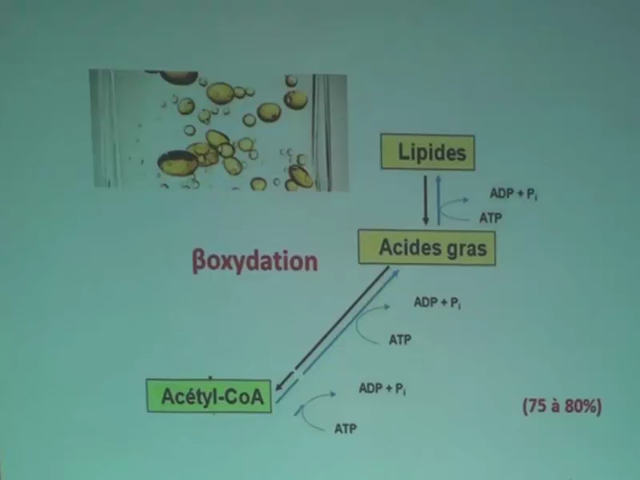 Lipides
ADP + Pi
ATP
Acides gras
βoxydation
ADP + Pi
ATP
Acétyl-CoA
ADP + Pi
ATP
(75 à 80%)